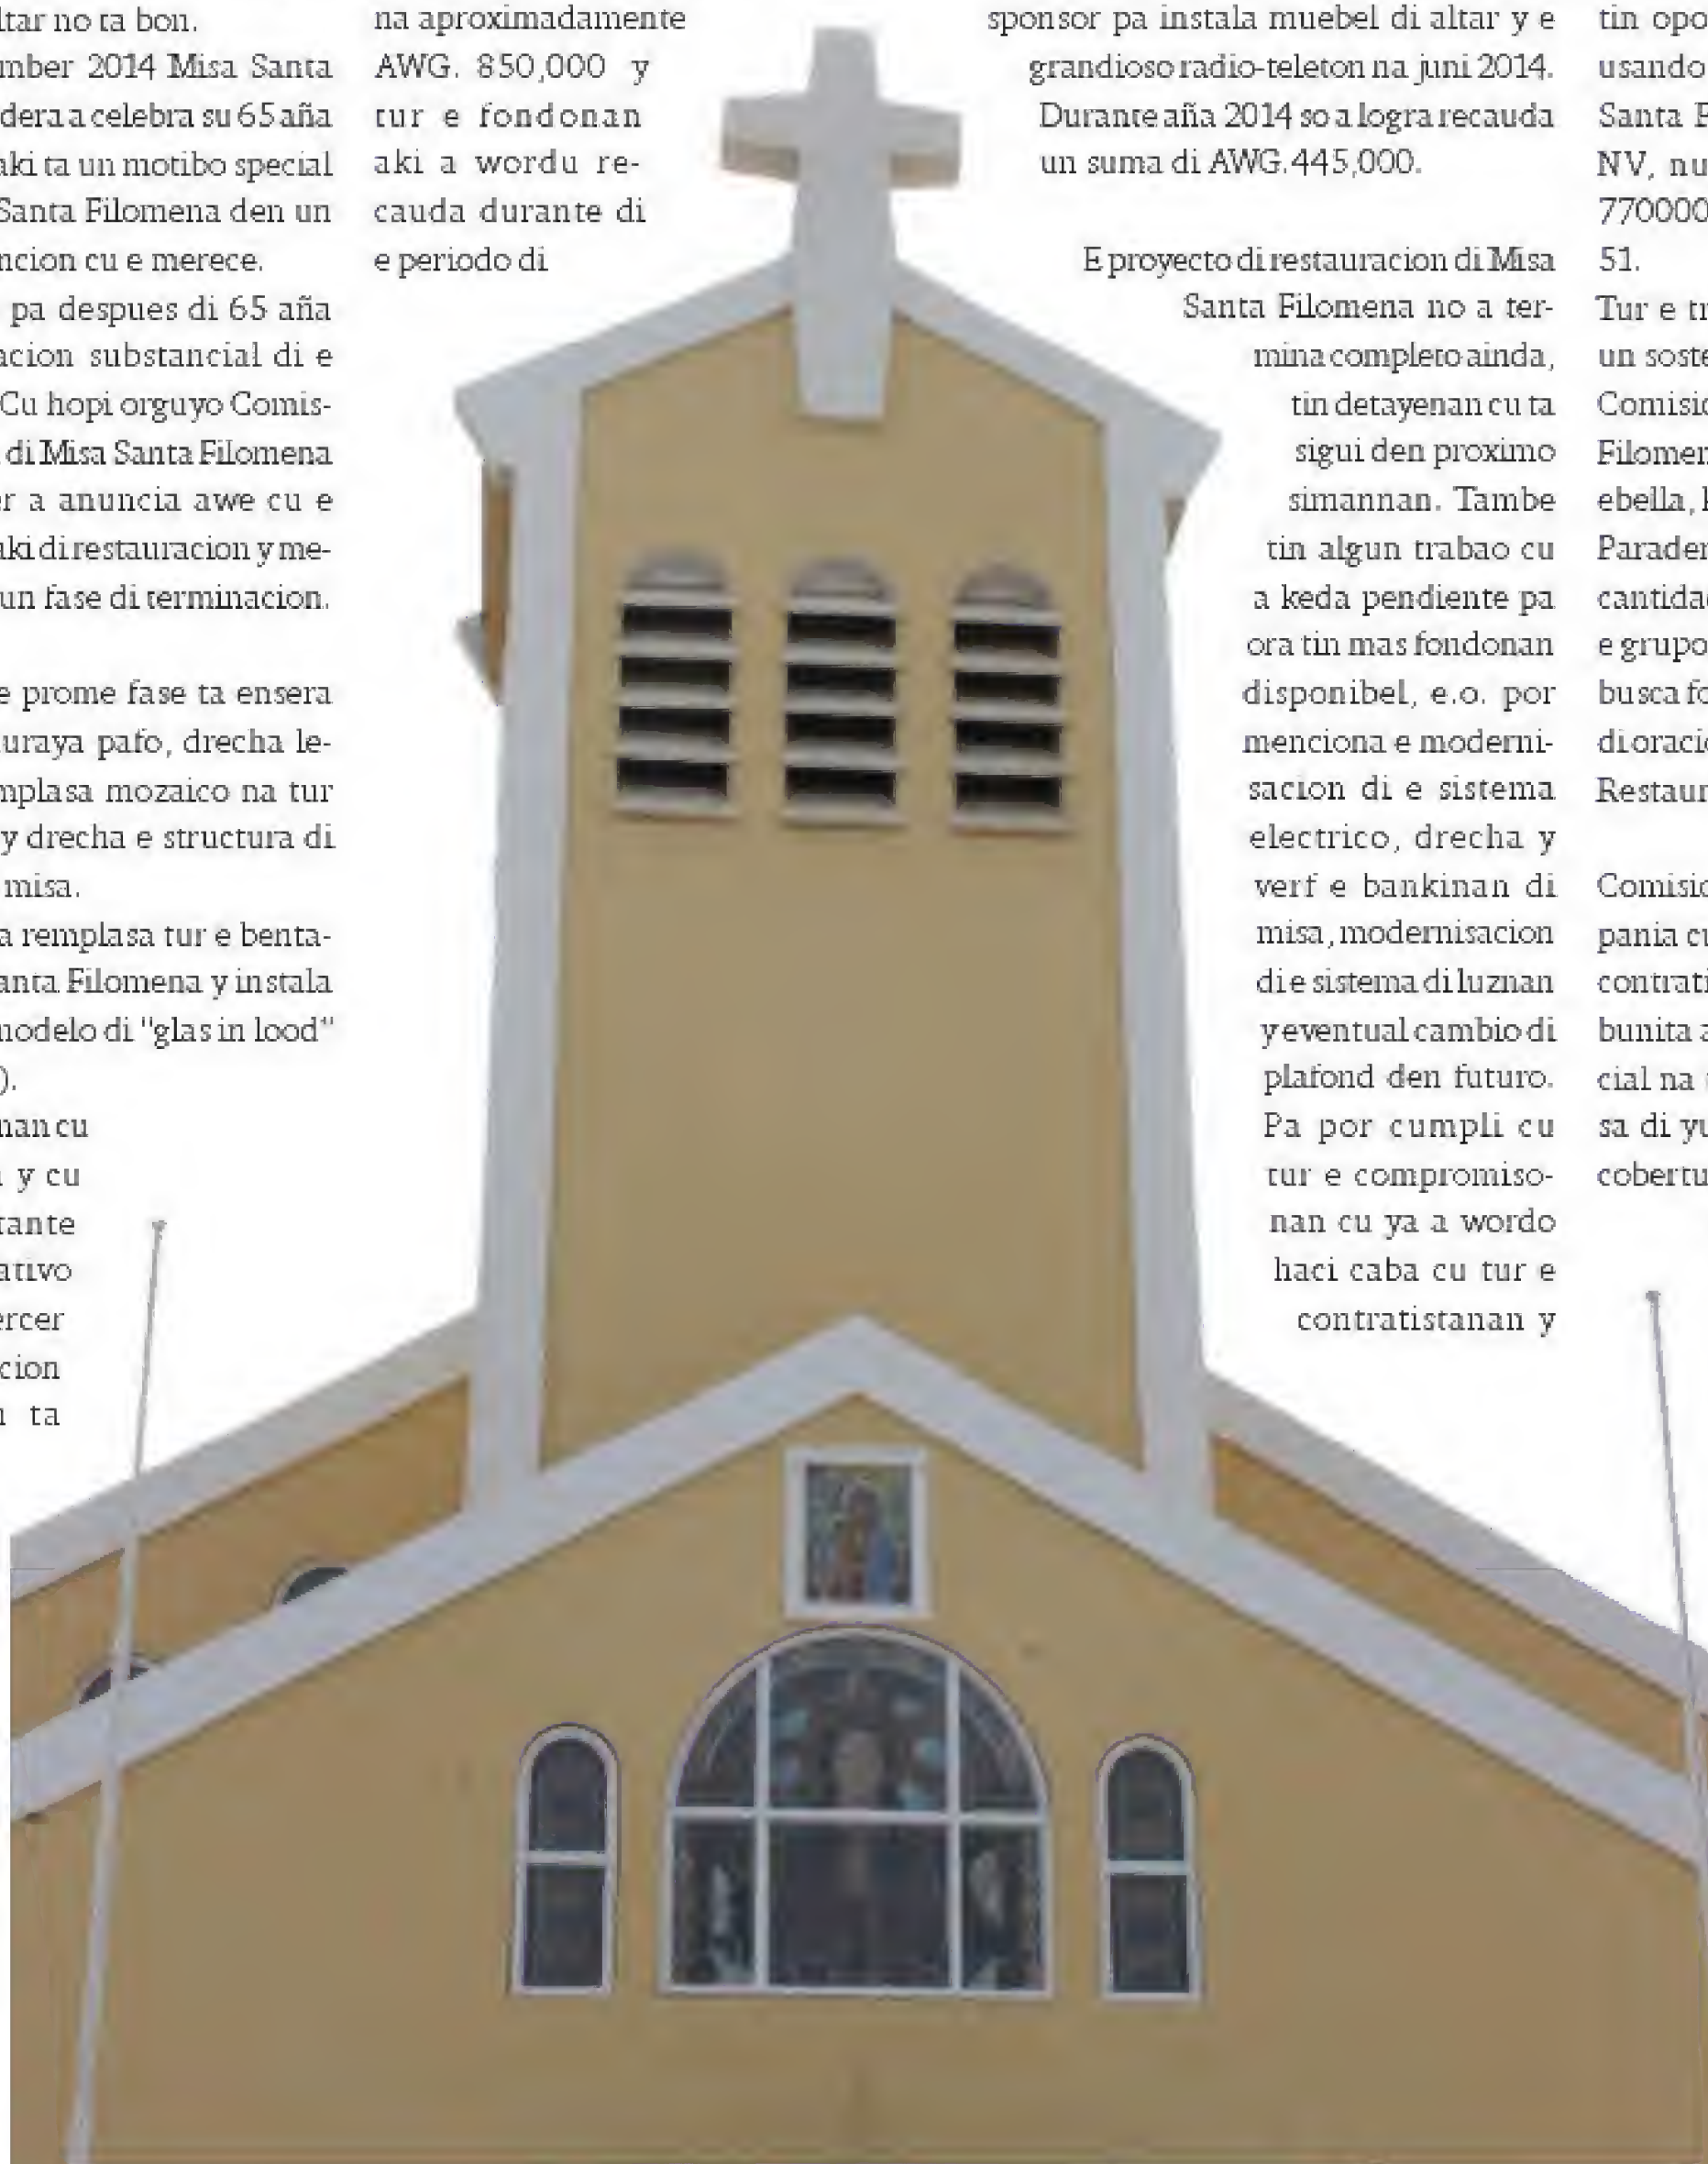 ltar no ta bon.
mber 2014 Misa Santa
dera a celebra su 65 aña
aki ta un motibo special
Santa Filomena den un
ncion cu e merece.
pa despues di 65 aña
acion substancial di e
Cu hopi orguyo Comis-
di Misa Santa Filomena
er a anuncia awe cu e
aki di restauracion y me-
un fase di terminacion.
e prome fase ta ensera
uraya pafo, drecha le-
mplasa mozaico na tur
y drecha e structura di
misa.
a remplasa tur e benta-
anta Filomena y instala
modelo di "glas in lood"
).
nan cu
y cu
tante
ativo
ercer
cion
ta
na aproximadamente
AWG. 850,000 y
tur e fondonan
aki a wordu re-
cauda durante di
e periodo di
sponsor pa instala muebel di altar y e
grandioso radio-teleton na juni 2014.
Durante aña 2014 so a logra recauda
un suma di AWG.445,000.
E proyecto di restauracion di Misa
Santa Filomena no a ter-
mina completo ainda,
tin detayenan cu ta
sigui den proximo
simannan. Tambe
tin algun trabao cu
a keda pendiente pa
ora tin mas fondonan
disponibel, e.o. por
menciona e moderni-
sacion di e sistema
electrico, drecha y
verf e bankinan di
misa, modernisacion
di e sistema di luznan
y eventual cambio di
plafond den futuro.
Pa por cumpli cu
tur e compromiso-
nan cu ya a wordo
haci caba cu tur e
contratistanan y
tin opo
usando
Santa F
NV, nu
770000
51.
Tur e tr
un soste
Comisio
Filomen
ebella, k
Parader
cantidad
e grupo
busca fo
di oracio
Restaur
Comisio
pania cu
contrati
bunita a
cial na
sa di yu
cobertu